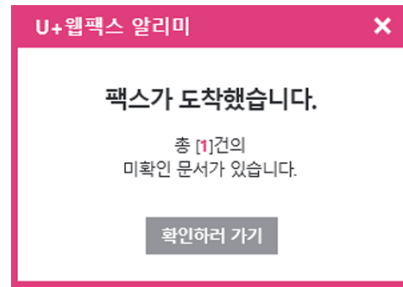 U+웹팩스 알리미
팩스가 도착했습니다.
총 [1]건의
미확인 문서가 있습니다.
확인하러 가기